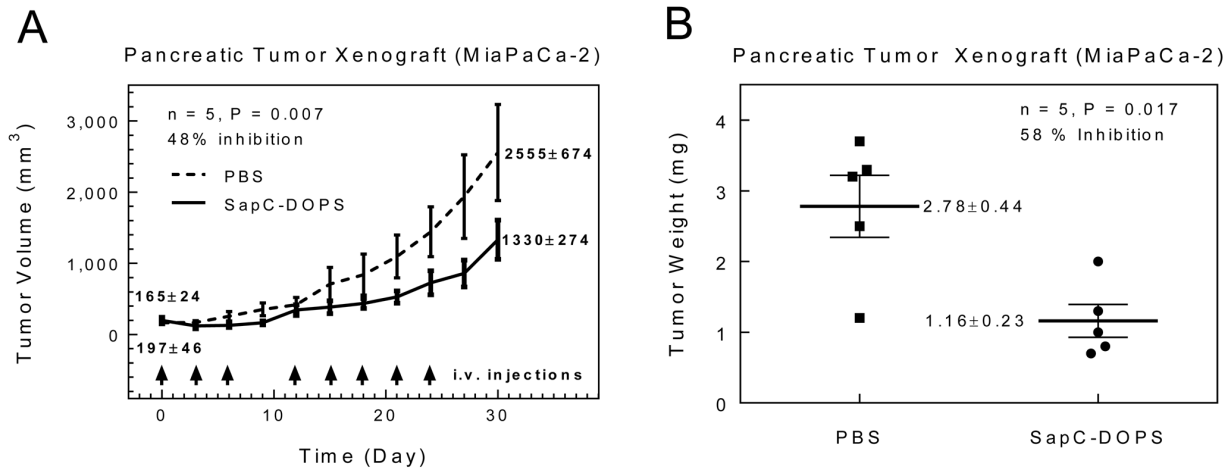 A
Pancreatic Tumor Xenograft (MiaPaCa-2)
Tumor Volume (mm³)
3,000
2,000
1,000
0
n = 5, P = 0.007
48% inhibition
PBS
SapC-DOPS
2555±674
1330±274
165±24
197±46
i.v. injections
0
10
20
30
Time (Day)
B
Pancreatic Tumor Xenograft (MiaPaCa-2)
Tumor Weight (mg)
4
3
2
1
0
n = 5, P = 0.017
58 % Inhibition
2.78±0.44
1.16±0.23
PBS
SapC-DOPS